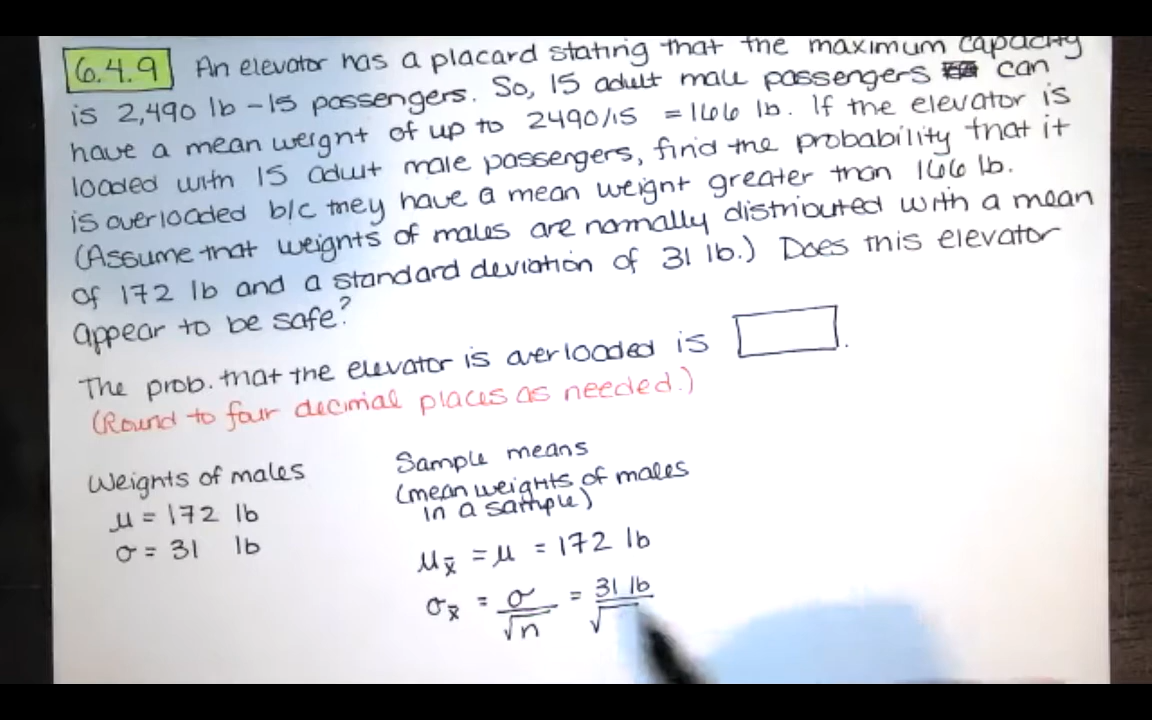 6.4.9 An elevator has a placard stating that the maximum capacity
is 2,490 lb - 15 passengers. So, 15 adult male passengers can
have a mean weight of up to 2490/15 = 166 lb. If the elevator is
loaded with 15 adult male passengers, find the probability that it
is overloaded b/c they have a mean weight greater than 166 lb.
(Assume that weights of males are normally distributed with a mean
of 172 lb and a standard deviation of 31 lb.) Does this elevator
appear to be safe?
The prob. that the elevator is overloaded is .
(Round to four decimal places as needed.)
Weights of males
μ = 172 lb
σ = 31 lb
Sample means
(mean weights of males
in a sample)
μx̄ = μ = 172 lb
σx̄ = σ/√n = 31 lb/√